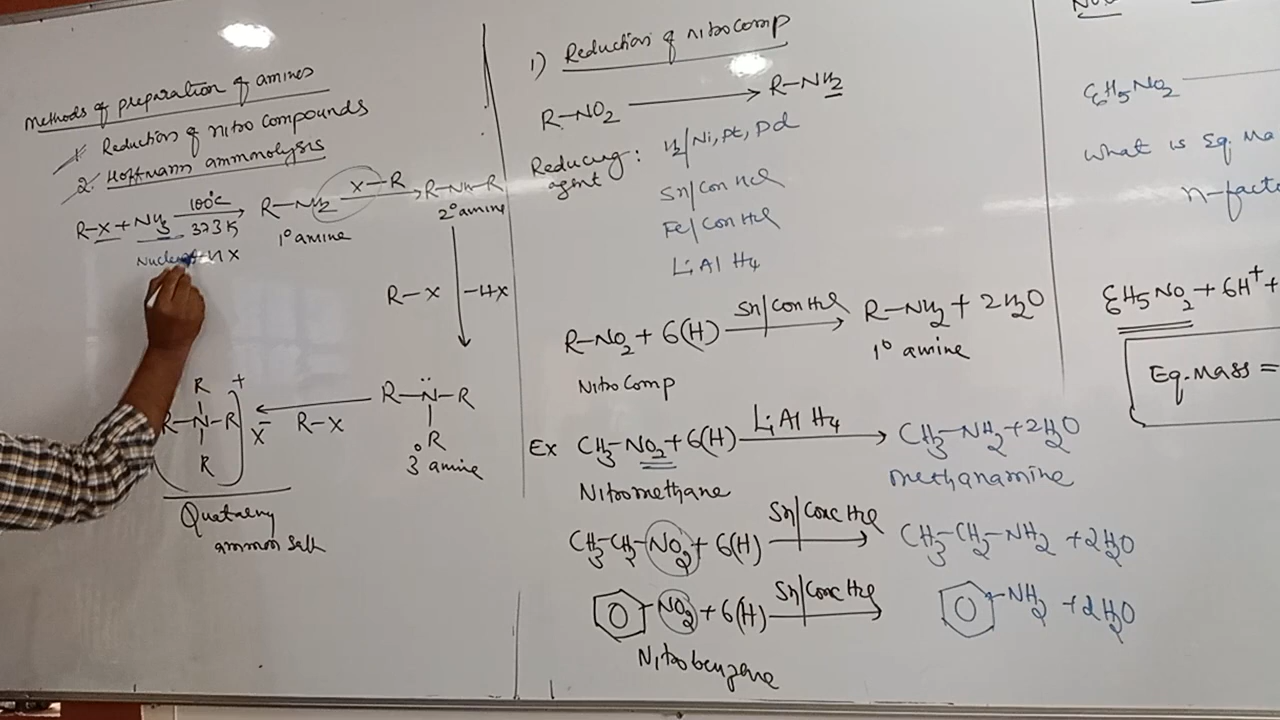 Methods of preparation of amines
1. Reduction of nitro compounds
2. Hoffmann ammonolysis
R-X + NH3 100°C 373K R-NH2 X-R R-NH-R
1° amine
2° amine
-HX
R-X -HX
R
R-N-R + X- R-X R-N̈-R
R
R
3° amine
Quaternary
ammon salt
1) Reduction of nitro comp
R-NO2 → R-NH2
Reducing agent : H2/Ni, Pt, Pd
Sn/Con HCl
Fe/Con HCl
LiAlH4
R-NO2 + 6(H) Sn/Con HCl → R-NH2 + 2H2O
Nitro Comp
1° amine
Ex CH3-NO2 + 6(H) LiAlH4 → CH3-NH2 + 2H2O
Nitromethane
methanamine
CH3-CH2-NO2 + 6(H) Sn/Conc HCl → CH3-CH2-NH2 + 2H2O
-NO2 + 6(H) Sn/Conc HCl → -NH2 + 2H2O
Nitrobenzene
C6H5NO2
What is Eq. Ma
n-facto
C6H5NO2 + 6H+ +
Eq. Mass =